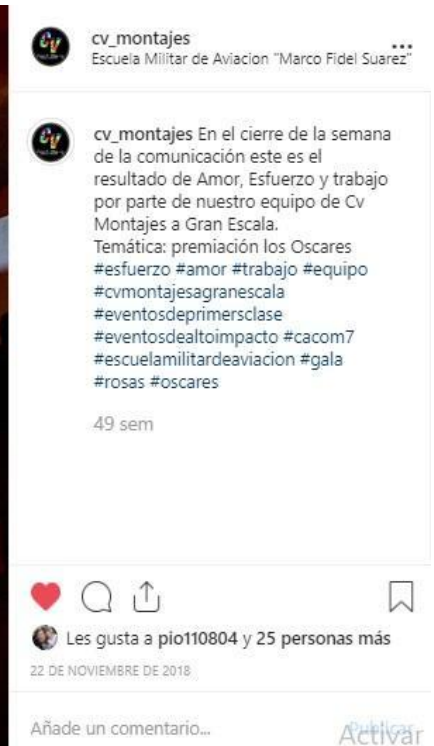 cv_montajes
Escuela Militar de Aviacion "Marco Fidel Suarez"
cv_montajes En el cierre de la semana
de la comunicación este es el
resultado de Amor, Esfuerzo y trabajo
por parte de nuestro equipo de Cv
Montajes a Gran Escala.
Temática: premiación los Oscares
#esfuerzo #amor #trabajo #equipo
#cvmontajesagranescala
#eventosdeprimersclase
#eventosdealtoimpacto #cacom7
#escuelamilitardeaviacion #gala
#rosas #oscares
49 sem
Les gusta a pio110804 y 25 personas más
22 DE NOVIEMBRE DE 2018
Añade un comentario... Publicar
Activar